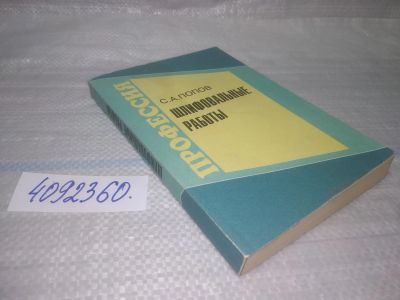 ПРОФЕССИЯ
С.А.ПОПОВ
ШЛИФОВАЛЬНЫЕ
РАБОТЫ
4092360.